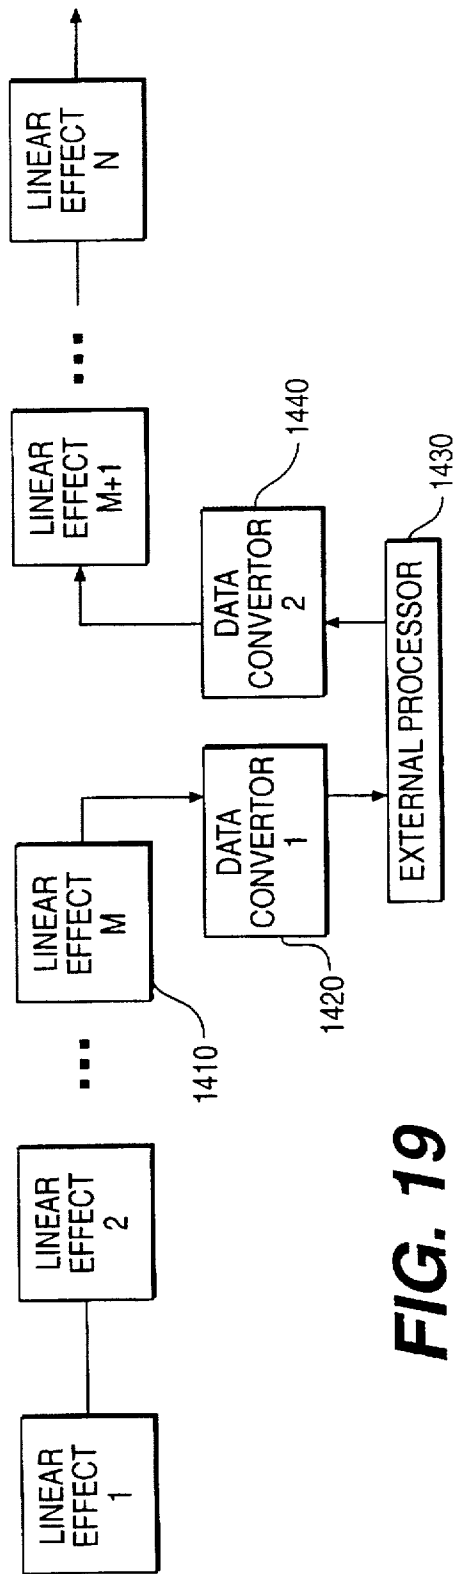 LINEAR
EFFECT
1
LINEAR
EFFECT
2
...
LINEAR
EFFECT
M
1410
DATA
CONVERTOR
1
1420
EXTERNAL PROCESSOR
1430
DATA
CONVERTOR
2
1440
LINEAR
EFFECT
M+1
...
LINEAR
EFFECT
N
FIG. 19